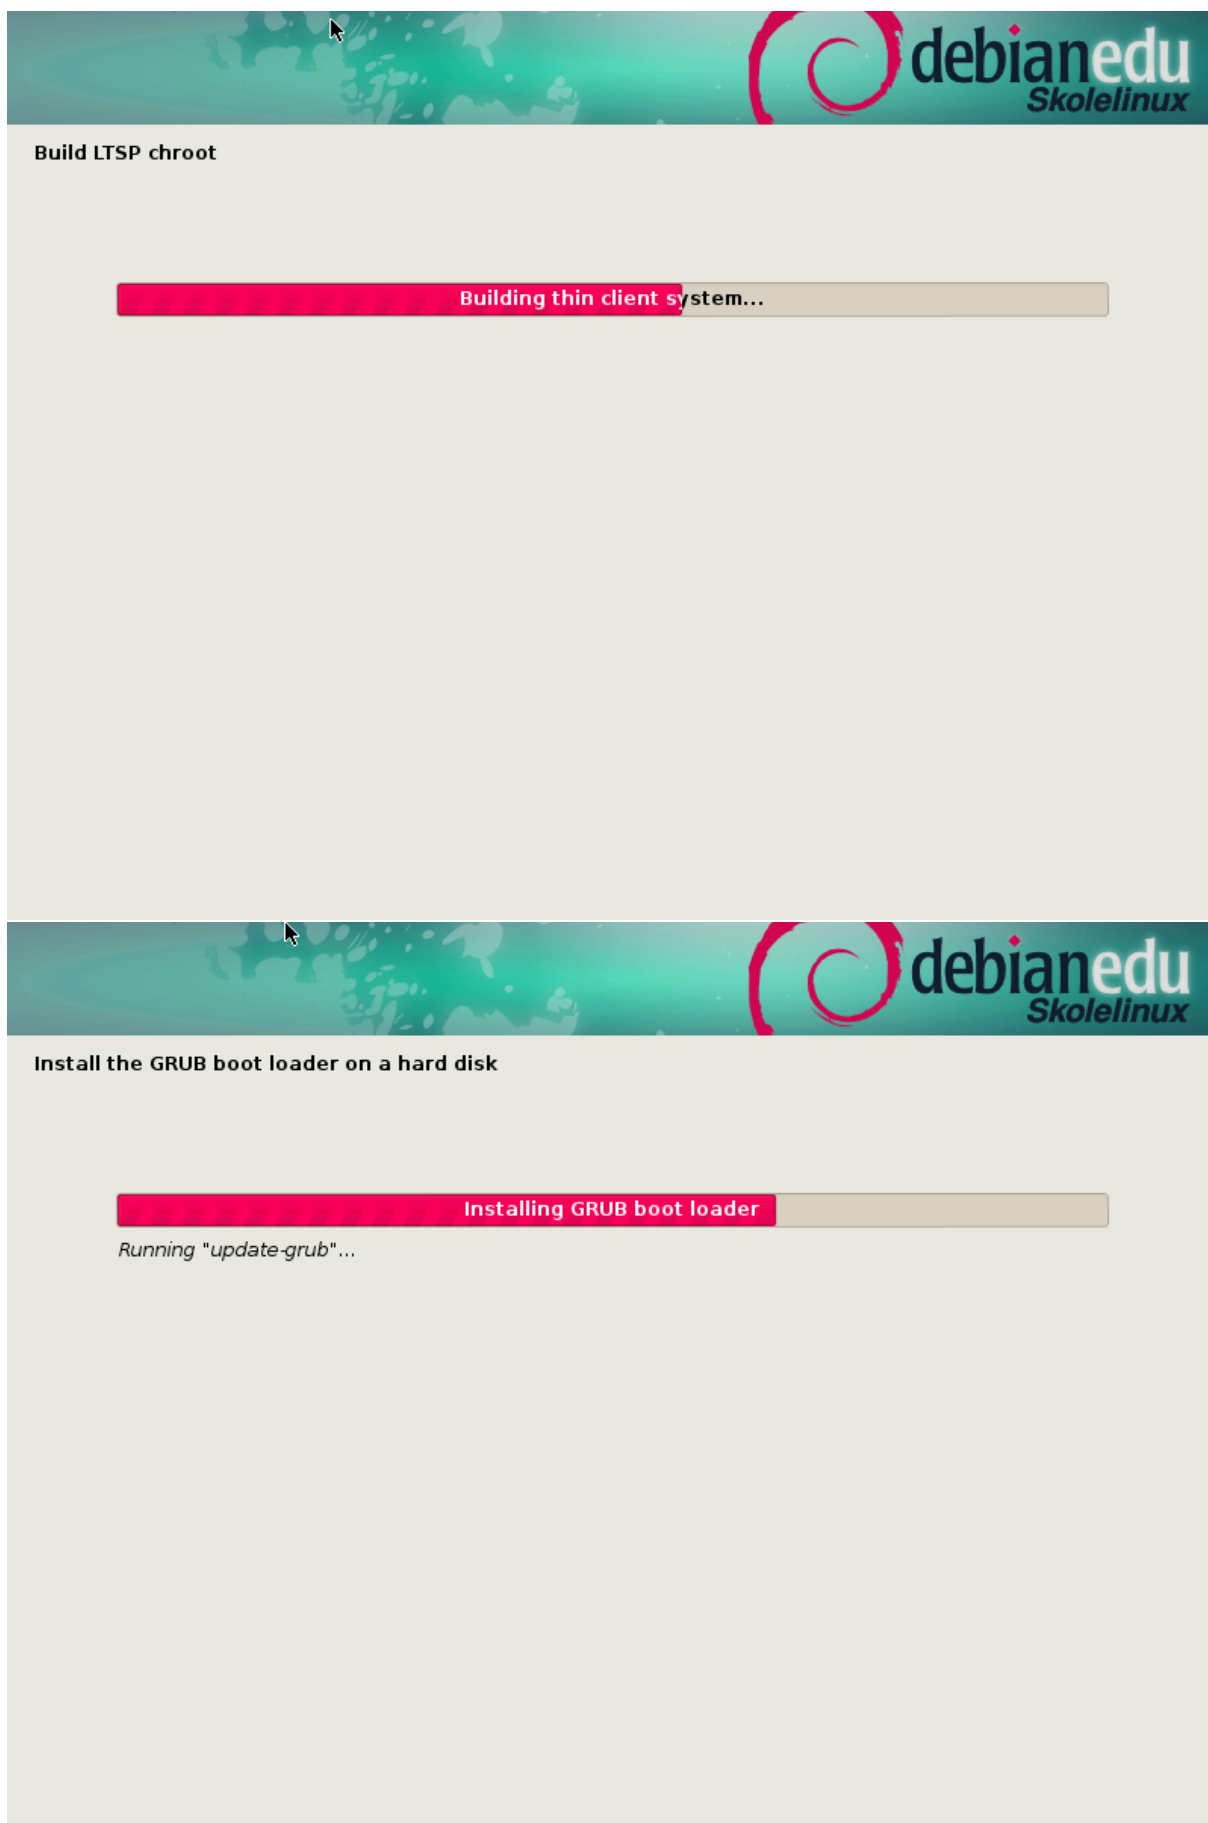 debianedu
Skolelinux
Build LTSP chroot
Building thin client system...
debianedu
Skolelinux
Install the GRUB boot loader on a hard disk
Installing GRUB boot loader
Running "update-grub"...